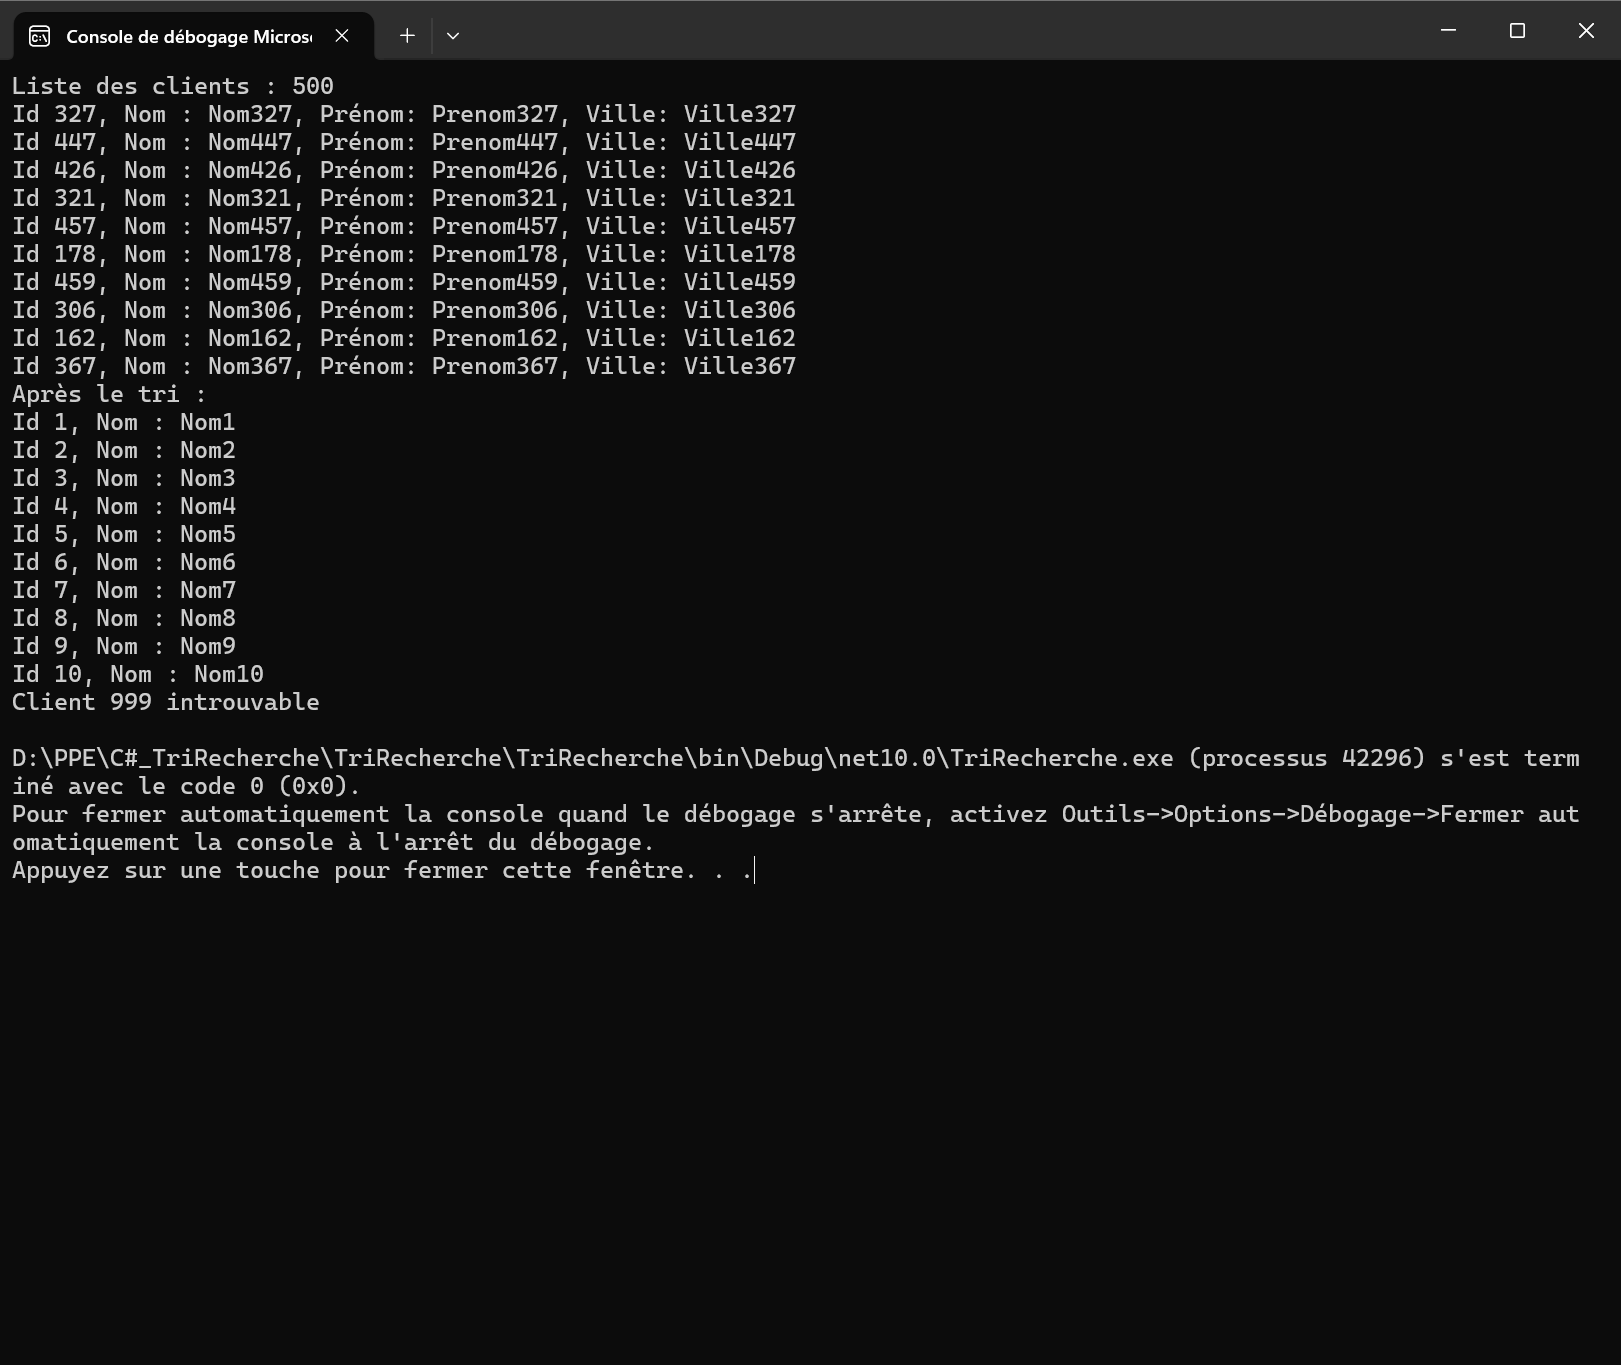 Console de débogage Micros
Liste des clients : 500
Id 327, Nom : Nom327, Prénom: Prenom327, Ville: Ville327
Id 447, Nom : Nom447, Prénom: Prenom447, Ville: Ville447
Id 426, Nom : Nom426, Prénom: Prenom426, Ville: Ville426
Id 321, Nom : Nom321, Prénom: Prenom321, Ville: Ville321
Id 457, Nom : Nom457, Prénom: Prenom457, Ville: Ville457
Id 178, Nom : Nom178, Prénom: Prenom178, Ville: Ville178
Id 459, Nom : Nom459, Prénom: Prenom459, Ville: Ville459
Id 306, Nom : Nom306, Prénom: Prenom306, Ville: Ville306
Id 162, Nom : Nom162, Prénom: Prenom162, Ville: Ville162
Id 367, Nom : Nom367, Prénom: Prenom367, Ville: Ville367
Après le tri :
Id 1, Nom : Nom1
Id 2, Nom : Nom2
Id 3, Nom : Nom3
Id 4, Nom : Nom4
Id 5, Nom : Nom5
Id 6, Nom : Nom6
Id 7, Nom : Nom7
Id 8, Nom : Nom8
Id 9, Nom : Nom9
Id 10, Nom : Nom10
Client 999 introuvable
D:\PPE\C#_TriRecherche\TriRecherche\TriRecherche\bin\Debug\net10.0\TriRecherche.exe (processus 42296) s'est term
iné avec le code 0 (0x0).
Pour fermer automatiquement la console quand le débogage s'arrête, activez Outils->Options->Débogage->Fermer aut
omatiquement la console à l'arrêt du débogage.
Appuyez sur une touche pour fermer cette fenêtre. . .